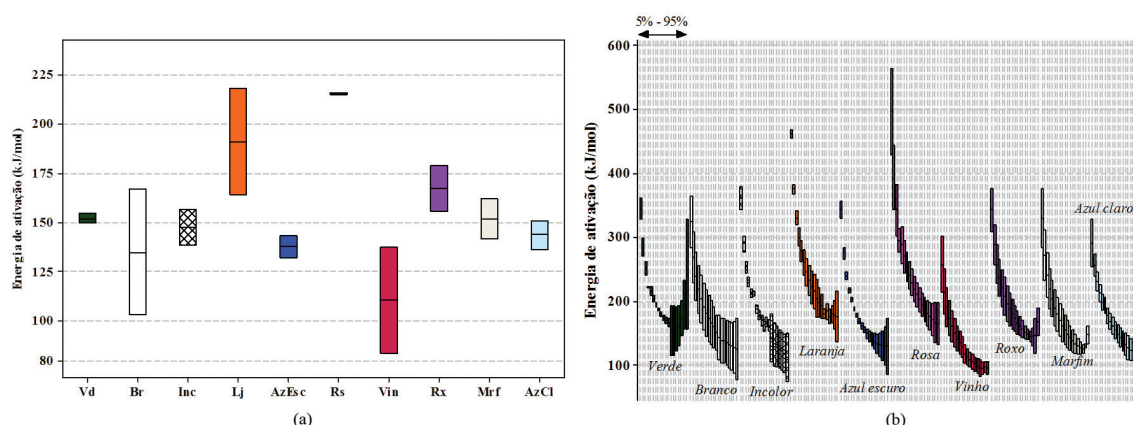 Energia de ativação (kJ/mol)
225
200
175
150
125
100
80
Vd Br Inc Lj AzEsc Rs Vin Rx Mrf AzCl
(a)
5% - 95%
Energia de ativação (kJ/mol)
600
500
400
300
200
100
Verde
Branco
Incolor
Laranja
Azul escuro
Rosa
Vinho
Roxo
Marfim
Azul claro
(b)